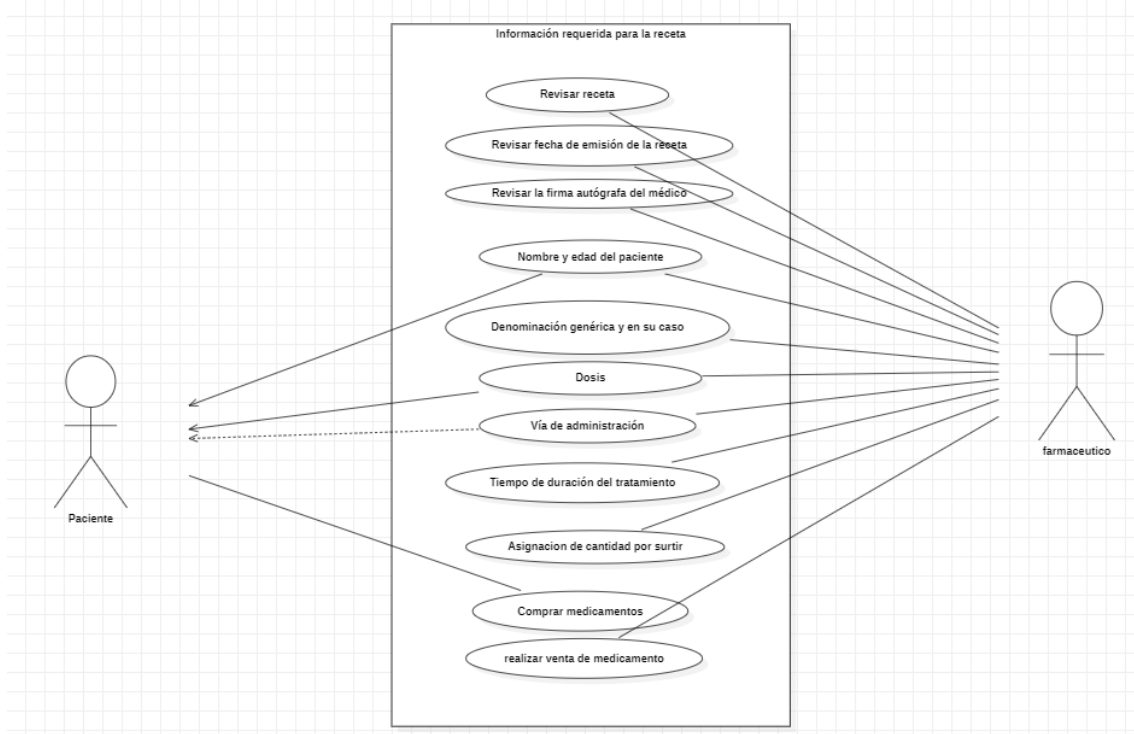 Información requerida para la receta
Revisar receta
Revisar fecha de emisión de la receta
Revisar la firma autógrafa del médico
Nombre y edad del paciente
Denominación genérica y en su caso
Dosis
Vía de administración
Tiempo de duración del tratamiento
Asignacion de cantidad por surtir
Comprar medicamentos
realizar venta de medicamento
Paciente
farmaceutico